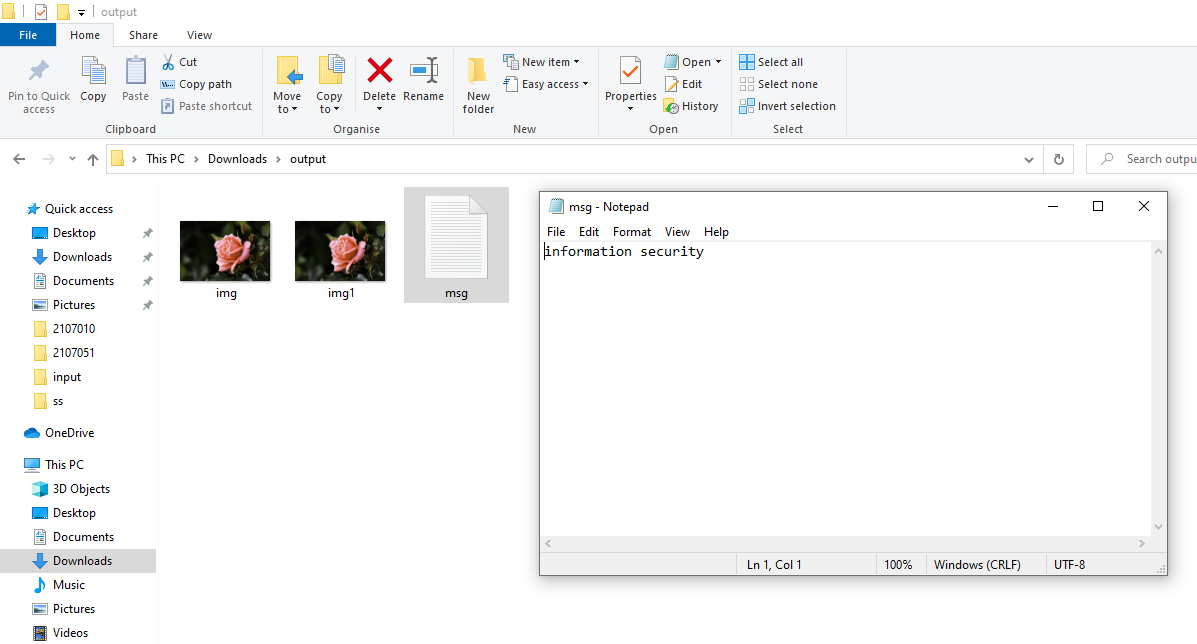 output
File Home Share View
Pin to Quick access
Copy
Paste
Cut
Copy path
Paste shortcut
Clipboard
Move to
Copy to
Delete
Rename
Organise
New folder
New item
Easy access
New
Properties
Open
Edit
History
Open
Select all
Select none
Invert selection
Select
This PC > Downloads > output
Search outpu
Quick access
Desktop
Downloads
Documents
Pictures
2107010
2107051
input
ss
OneDrive
This PC
3D Objects
Desktop
Documents
Downloads
Music
Pictures
Videos
img
img1
msg
msg - Notepad
File Edit Format View Help
information security
Ln 1, Col 1 100% Windows (CRLF) UTF-8